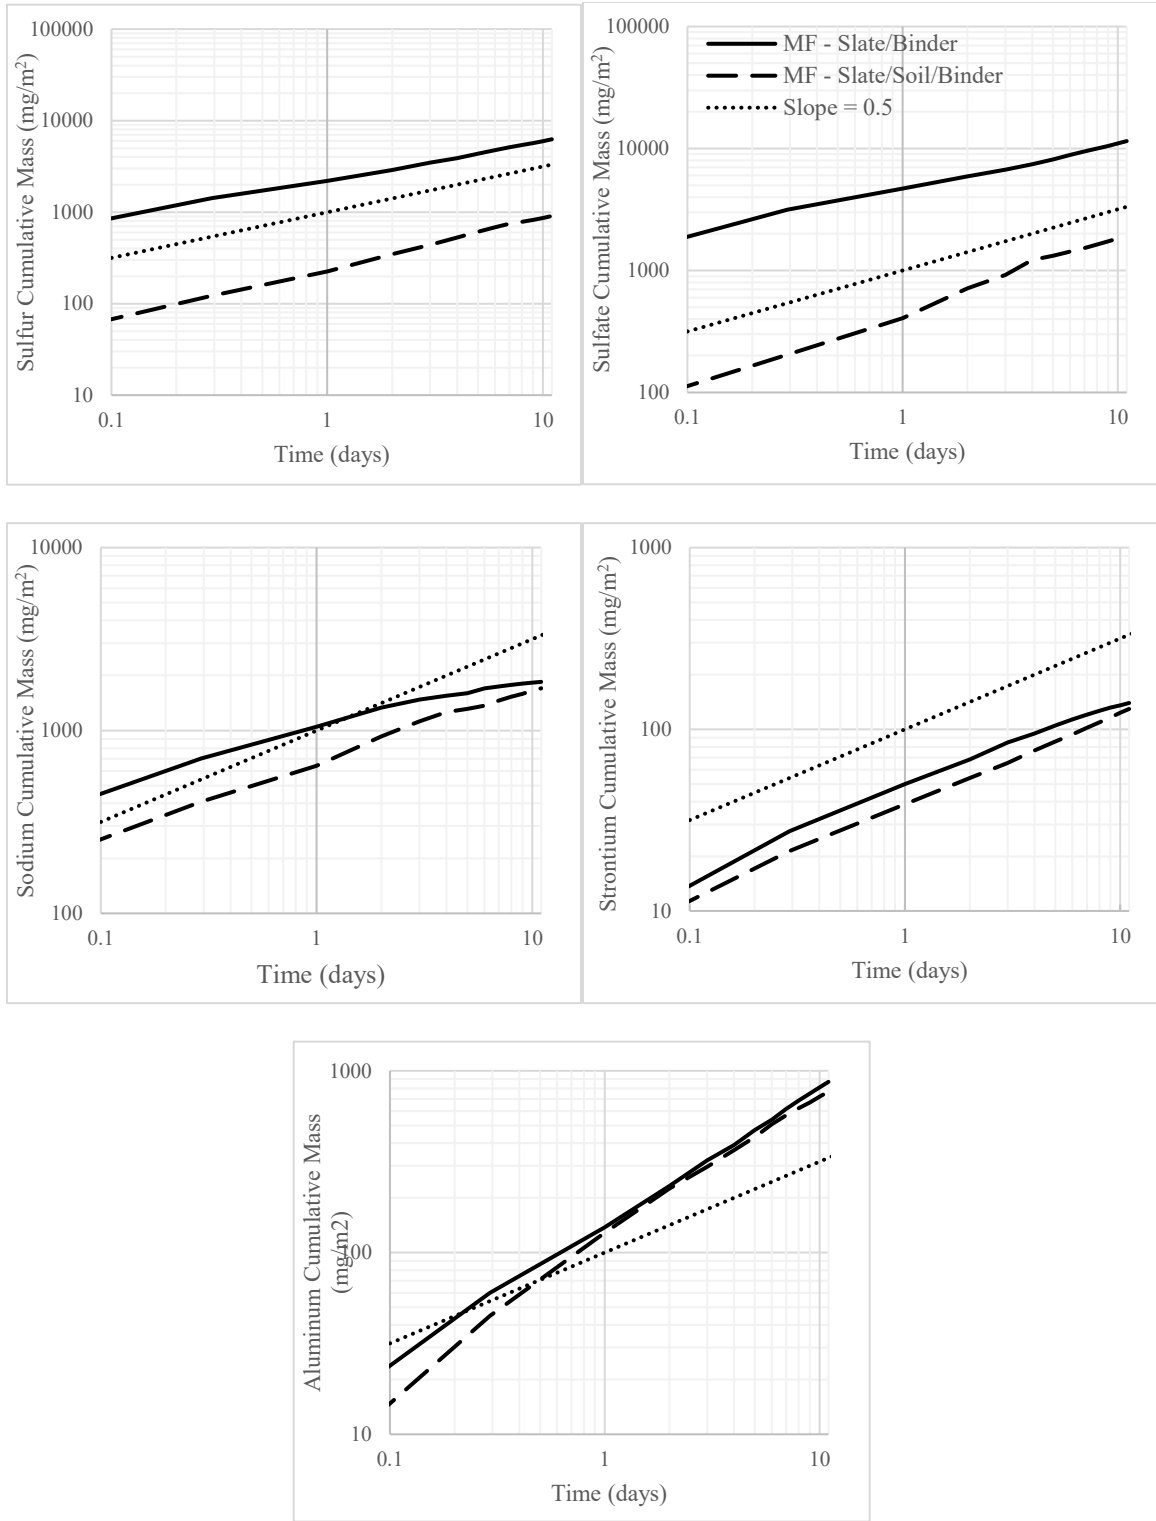 Sulfur Cumulative Mass (mg/m²)
100000
10000
1000
100
10
0.1
1
10
Time (days)
Sulfate Cumulative Mass (mg/m²)
100000
10000
1000
100
MF - Slate/Binder
MF - Slate/Soil/Binder
Slope = 0.5
0.1
1
10
Time (days)
Sodium Cumulative Mass (mg/m²)
10000
1000
100
0.1
1
10
Time (days)
Strontium Cumulative Mass (mg/m²)
1000
100
10
0.1
1
10
Time (days)
Aluminum Cumulative Mass
(mg/m2)
1000
100
10
0.1
1
10
Time (days)